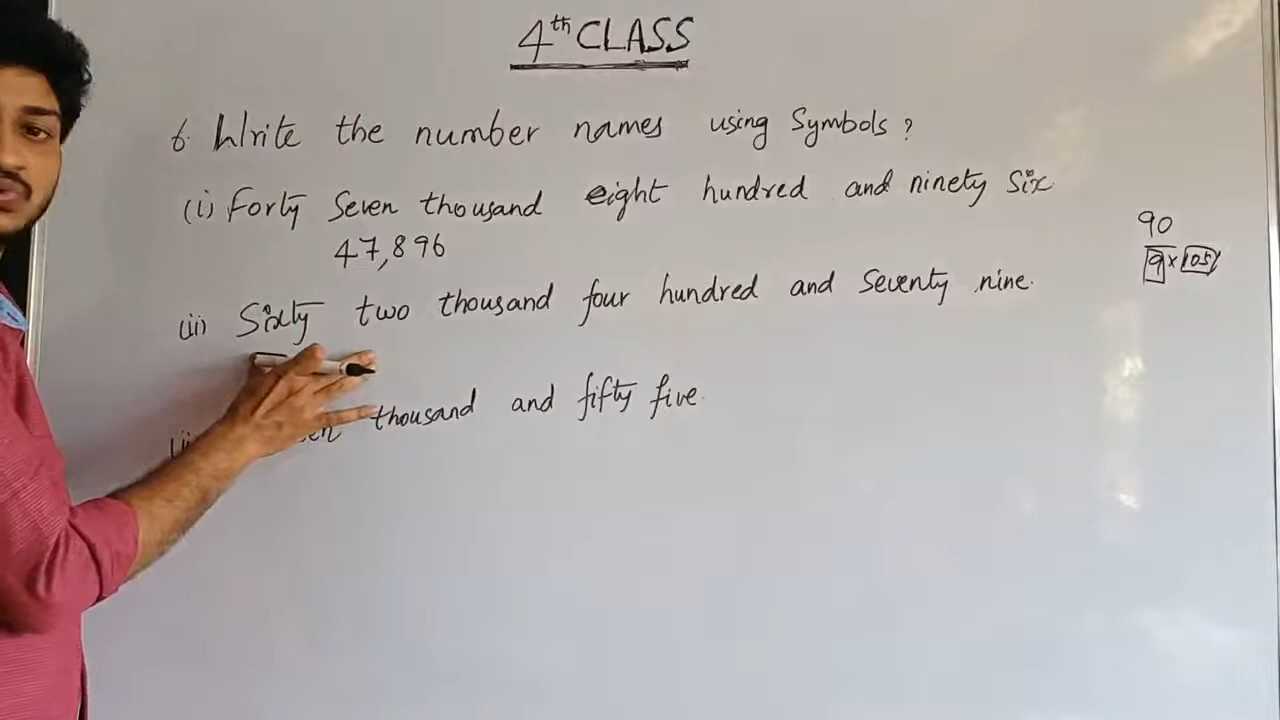 4th CLASS
6. Write the number names using Symbols?
(i) Forty Seven thousand eight hundred and ninety Six
47,896
90
9 x 10s
(ii) Sixty two thousand four hundred and Seventy nine.
thousand and fifty five.